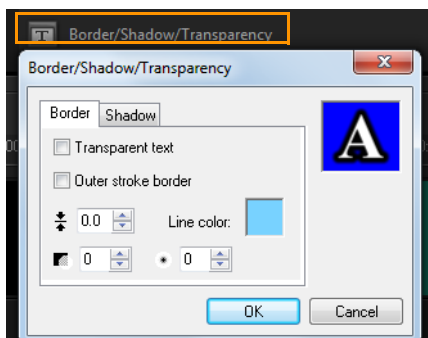 Border/Shadow/Transparency
Border/Shadow/Transparency
Border Shadow
Transparent text
Outer stroke border
0.0 Line color:
0 0
A
OK Cancel